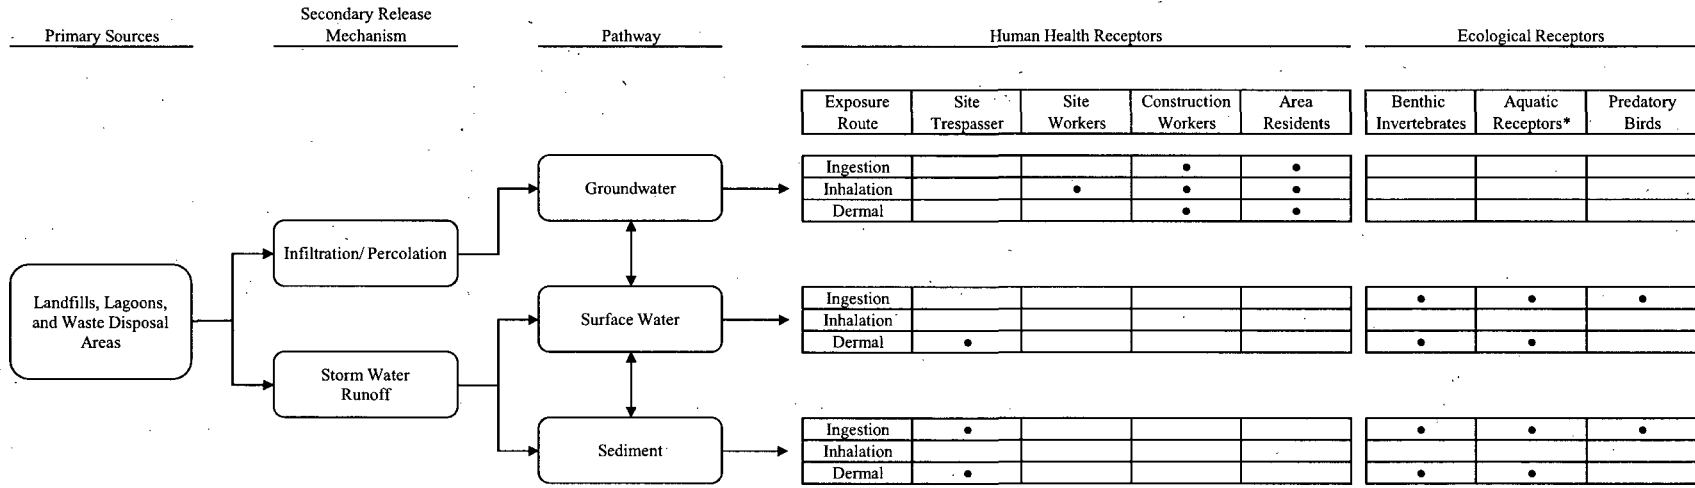 Primary Sources
Secondary Release
Mechanism
Pathway
Human Health Receptors
Ecological Receptors
Exposure
Route
Site
Trespasser
Site
Workers
Construction
Workers
Area
Residents
Benthic
Invertebrates
Aquatic
Receptors*
Predatory
Birds
Landfills, Lagoons,
and Waste Disposal
Areas
Infiltration/ Percolation
Storm Water
Runoff
Groundwater
Ingestion
Inhalation
Dermal
Surface Water
Ingestion
Inhalation
Dermal
Sediment
Ingestion
Inhalation
Dermal